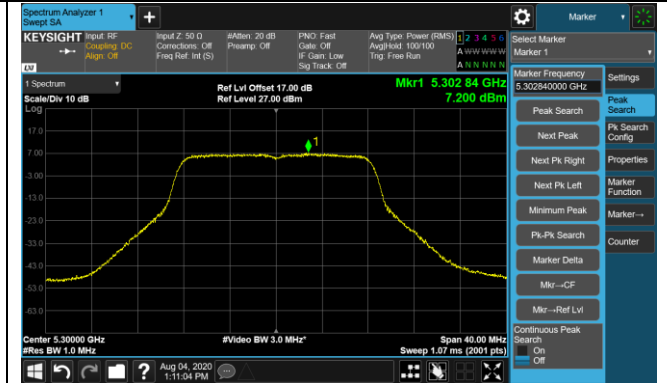 Spectrum Analyzer 1
Swept SA
Marker
KEYSIGHT
Input: RF
Coupling: DC
Align: Off
Input Z: 50 Ω
Corrections: Off
Freq Ref: Int (S)
#Atten: 20 dB
Preamp: Off
PNO: Fast
Gate: Off
IF Gain: Low
Sig Track: Off
Avg Type: Power (RMS)
Avg|Hold: 100/100
Trig: Free Run
1 2 3 4 5 6
A W W W W W
A N N N N N
LXI
1 Spectrum
Scale/Div 10 dB
Log
Ref Lvl Offset 17.00 dB
Ref Level 27.00 dBm
Mkr1 5.302 84 GHz
7.200 dBm
1
17.0
7.00
-3.00
-13.0
-23.0
-33.0
-43.0
-53.0
-63.0
Center 5.30000 GHz
#Res BW 1.0 MHz
#Video BW 3.0 MHz*
Span 40.00 MHz
Sweep 1.07 ms (2001 pts)
Aug 04, 2020
1:11:04 PM
Select Marker
Marker 1
Marker Frequency
5.302840000 GHz
Peak Search
Next Peak
Next Pk Right
Next Pk Left
Minimum Peak
Pk-Pk Search
Marker Delta
Mkr→CF
Mkr→Ref Lvl
Continuous Peak
Search
On
Off
Settings
Peak
Search
Pk Search
Config
Properties
Marker
Function
Marker→
Counter